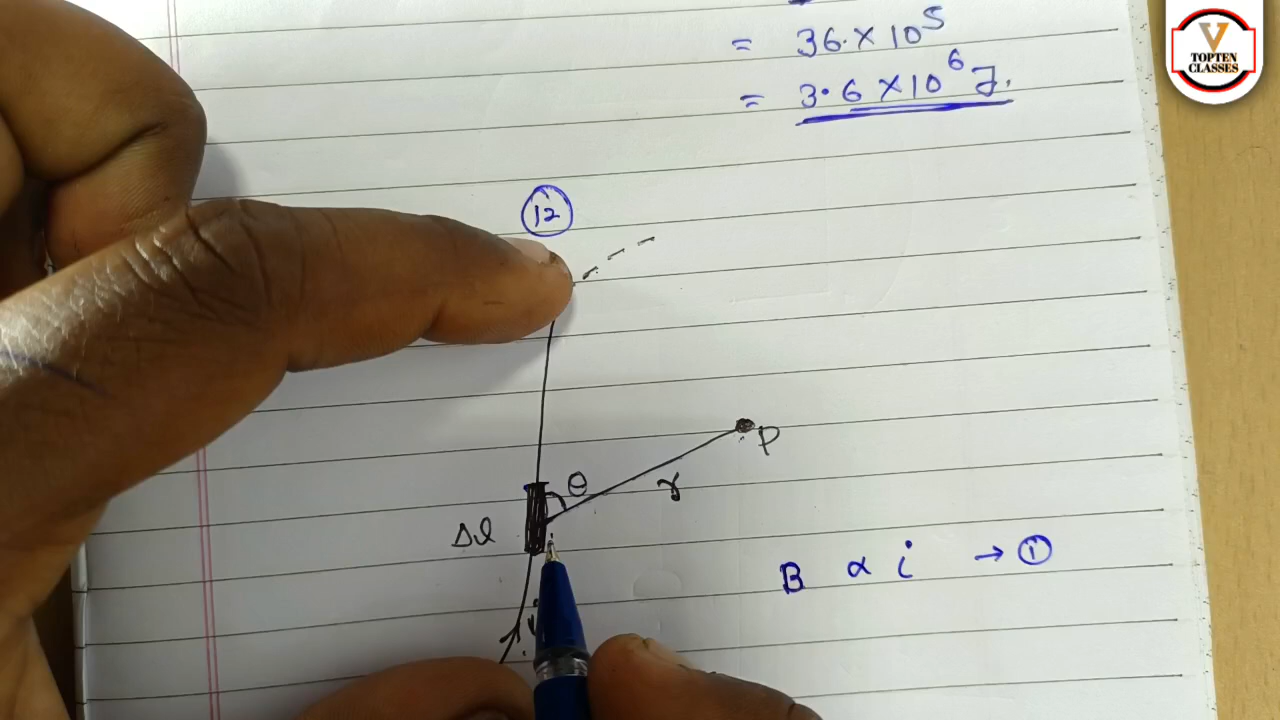 = 36.×10⁵
= 3.6×10⁶ J.
V
TOPTEN
CLASSES
12
P
θ
r
Δl
B ∝ i → ①
i